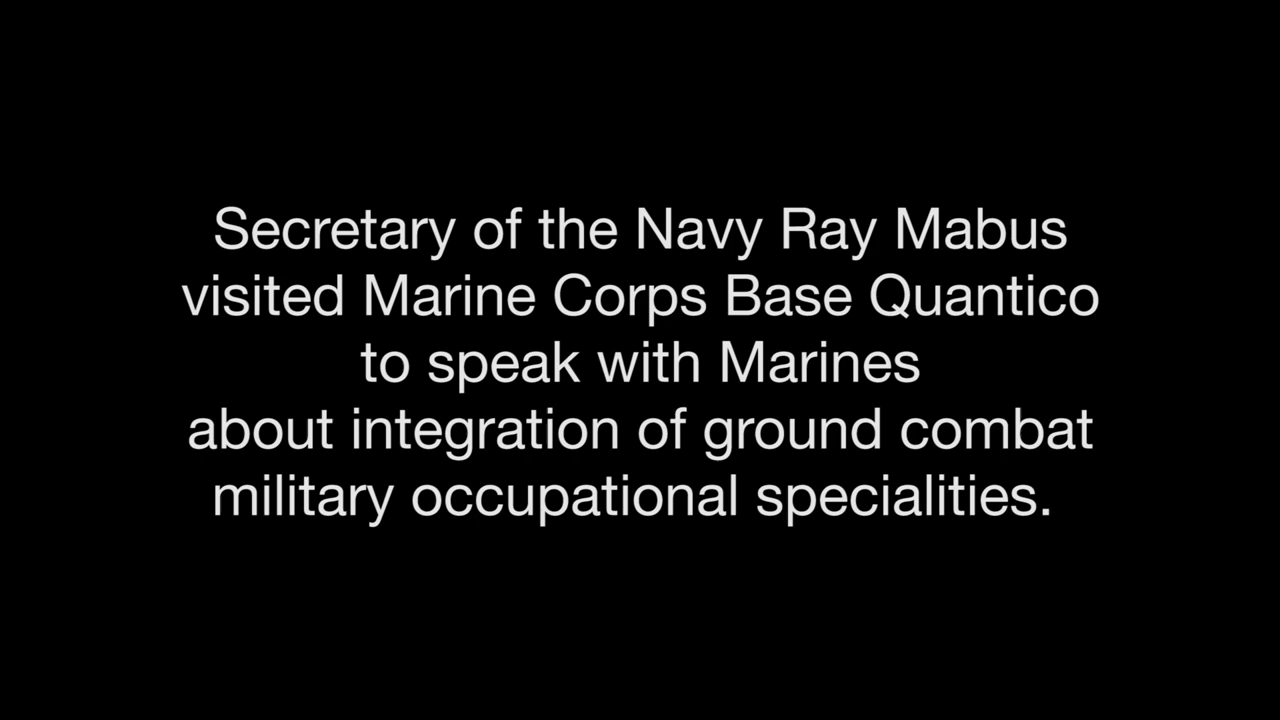 Secretary of the Navy Ray Mabus
visited Marine Corps Base Quantico
to speak with Marines
about integration of ground combat
military occupational specialities.